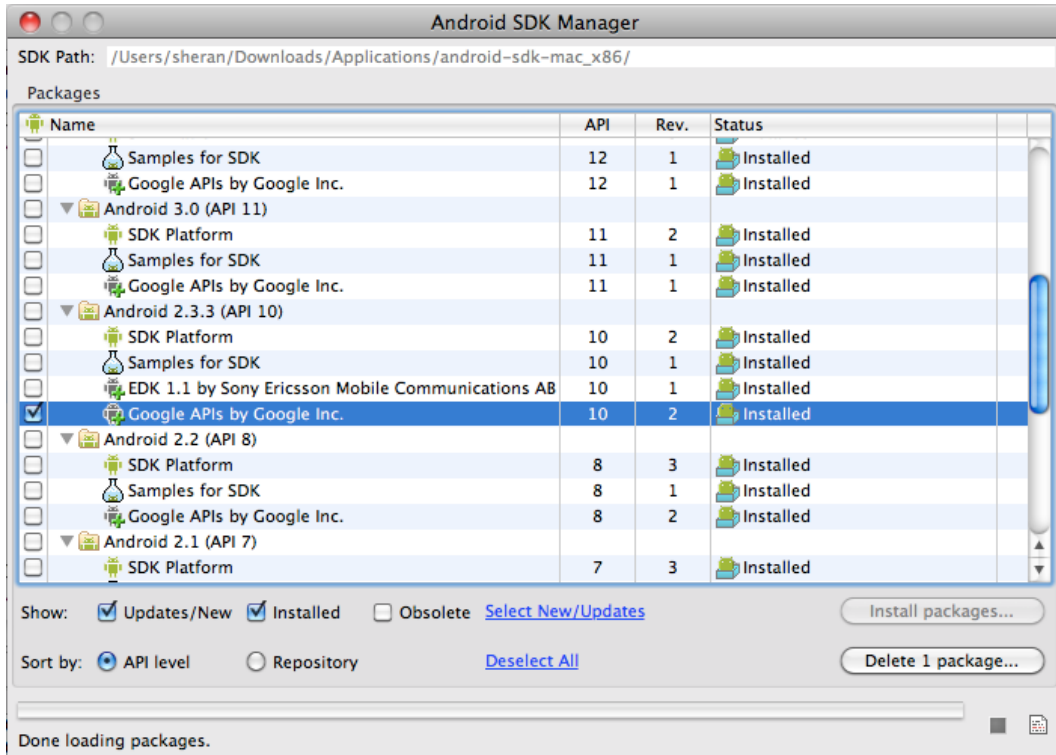 Android SDK Manager
SDK Path: /Users/sheran/Downloads/Applications/android-sdk-mac_x86/
Packages
Name API Rev. Status
Samples for SDK 12 1 Installed
Google APIs by Google Inc. 12 1 Installed
Android 3.0 (API 11)
SDK Platform 11 2 Installed
Samples for SDK 11 1 Installed
Google APIs by Google Inc. 11 1 Installed
Android 2.3.3 (API 10)
SDK Platform 10 2 Installed
Samples for SDK 10 1 Installed
EDK 1.1 by Sony Ericsson Mobile Communications AB 10 1 Installed
Google APIs by Google Inc. 10 2 Installed
Android 2.2 (API 8)
SDK Platform 8 3 Installed
Samples for SDK 8 1 Installed
Google APIs by Google Inc. 8 2 Installed
Android 2.1 (API 7)
SDK Platform 7 3 Installed
Show: Updates/New Installed Obsolete Select New/Updates Install packages...
Sort by: API level Repository Deselect All Delete 1 package...
Done loading packages.